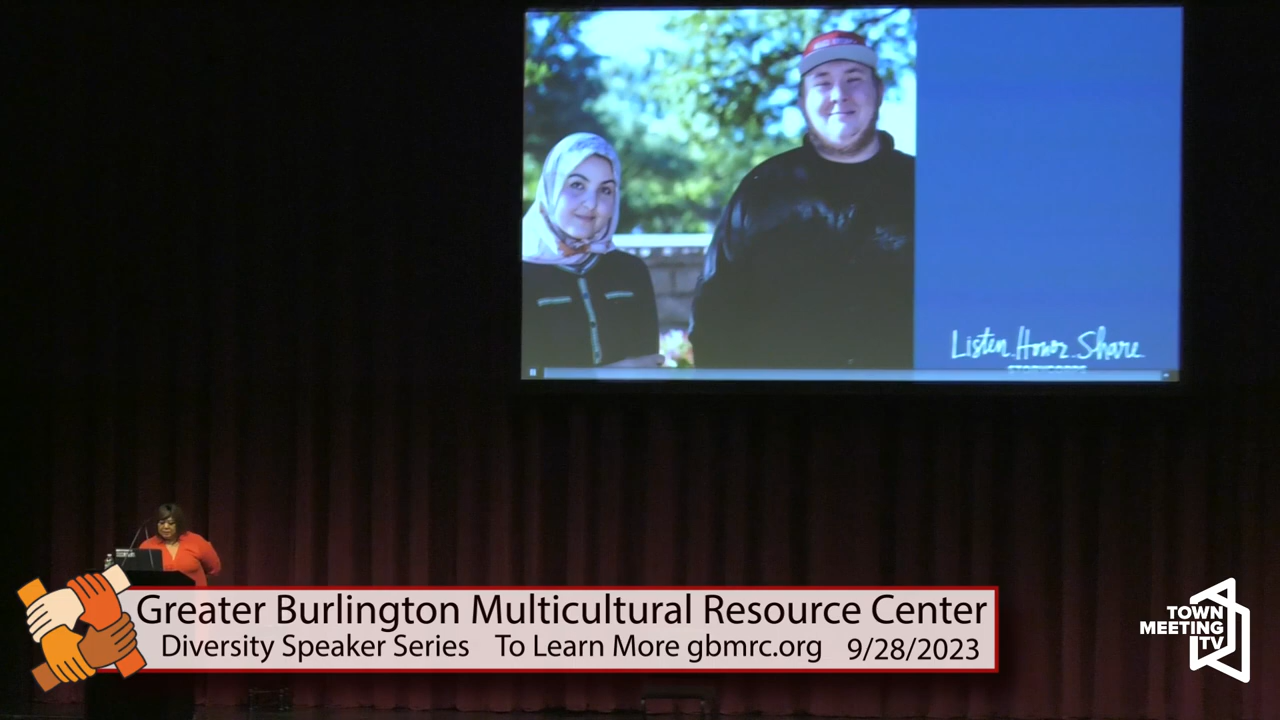 Listen. Honor. Share.
Greater Burlington Multicultural Resource Center
Diversity Speaker Series To Learn More gbmrc.org 9/28/2023
TOWN
MEETING
TV